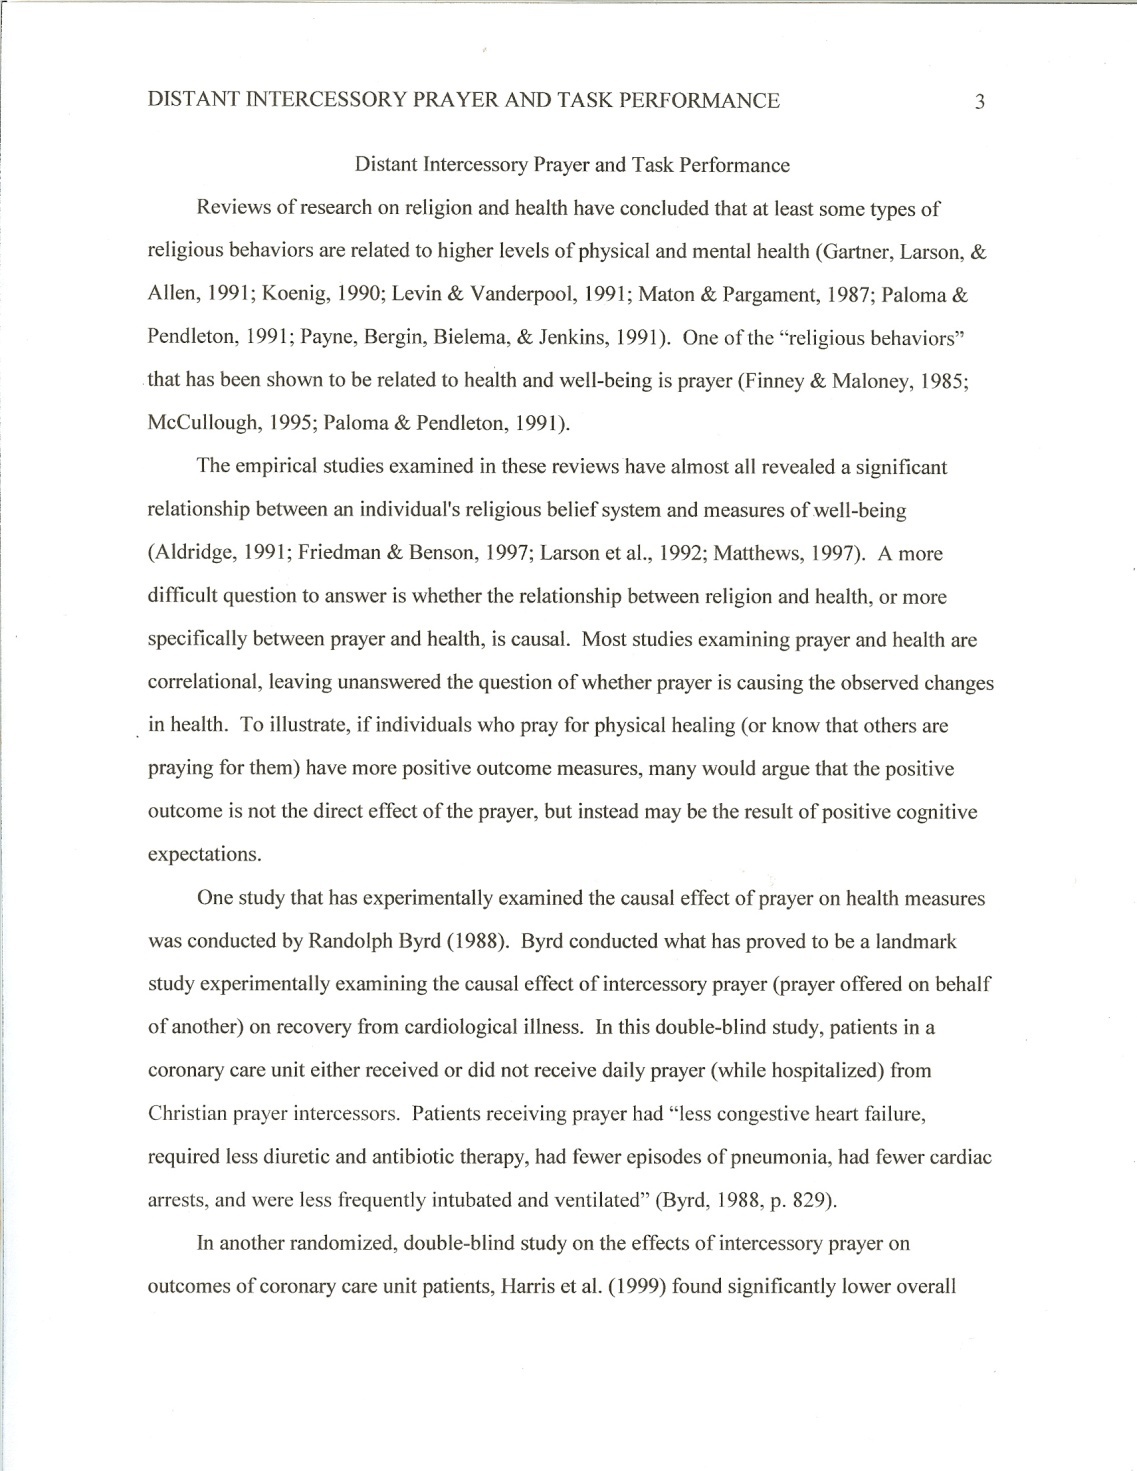 DISTANT INTERCESSORY PRAYER AND TASK PERFORMANCE 3
Distant Intercessory Prayer and Task Performance
Reviews of research on religion and health have concluded that at least some types of
religious behaviors are related to higher levels of physical and mental health (Gartner, Larson, &
Allen, 1991; Koenig, 1990; Levin & Vanderpool, 1991; Maton & Pargament, 1987; Paloma &
Pendleton, 1991; Payne, Bergin, Bielema, & Jenkins, 1991).  One of the “religious behaviors”
that has been shown to be related to health and well-being is prayer (Finney & Maloney, 1985;
McCullough, 1995; Paloma & Pendleton, 1991).
The empirical studies examined in these reviews have almost all revealed a significant
relationship between an individual's religious belief system and measures of well-being
(Aldridge, 1991; Friedman & Benson, 1997; Larson et al., 1992; Matthews, 1997).  A more
difficult question to answer is whether the relationship between religion and health, or more
specifically between prayer and health, is causal.  Most studies examining prayer and health are
correlational, leaving unanswered the question of whether prayer is causing the observed changes
in health.  To illustrate, if individuals who pray for physical healing (or know that others are
praying for them) have more positive outcome measures, many would argue that the positive
outcome is not the direct effect of the prayer, but instead may be the result of positive cognitive
expectations.
One study that has experimentally examined the causal effect of prayer on health measures
was conducted by Randolph Byrd (1988).  Byrd conducted what has proved to be a landmark
study experimentally examining the causal effect of intercessory prayer (prayer offered on behalf
of another) on recovery from cardiological illness.  In this double-blind study, patients in a
coronary care unit either received or did not receive daily prayer (while hospitalized) from
Christian prayer intercessors.  Patients receiving prayer had “less congestive heart failure,
required less diuretic and antibiotic therapy, had fewer episodes of pneumonia, had fewer cardiac
arrests, and were less frequently intubated and ventilated” (Byrd, 1988, p. 829).
In another randomized, double-blind study on the effects of intercessory prayer on
outcomes of coronary care unit patients, Harris et al. (1999) found significantly lower overall